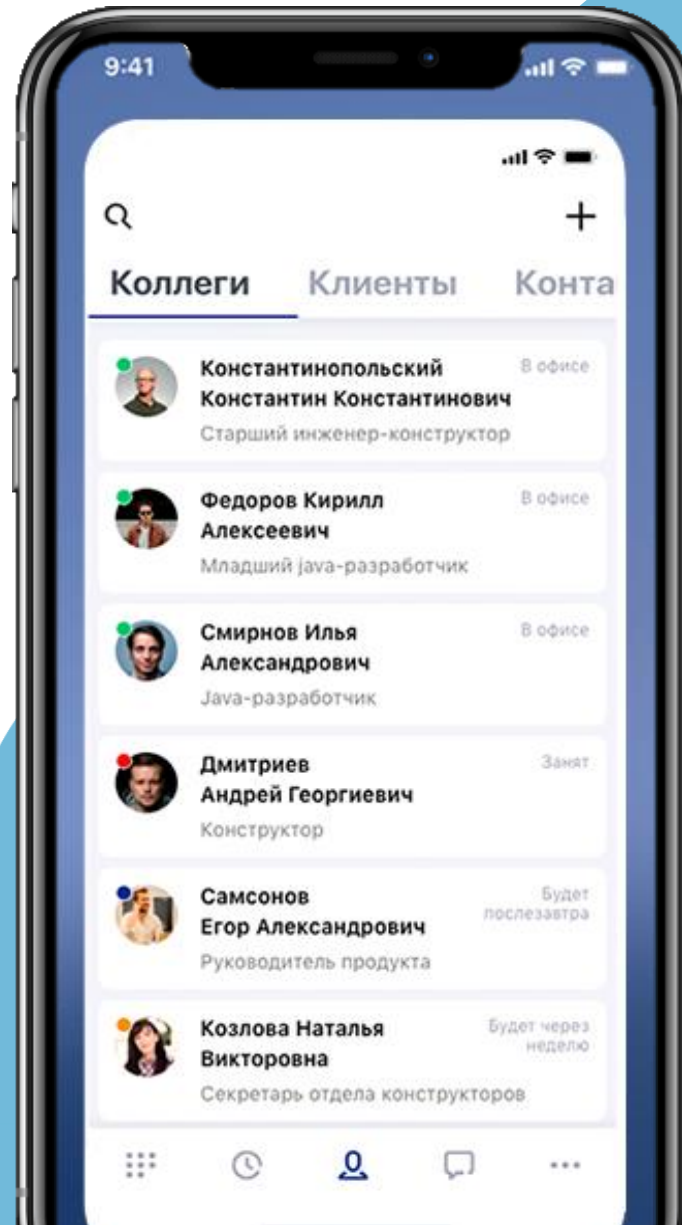 9:41
Коллеги Клиенты Конта
Константинопольский В офисе
Константин Константинович
Старший инженер-конструктор
Федоров Кирилл В офисе
Алексеевич
Младший java-разработчик
Смирнов Илья В офисе
Александрович
Java-разработчик
Дмитриев Занят
Андрей Георгиевич
Конструктор
Самсонов Будет
Егор Александрович послезавтра
Руководитель продукта
Козлова Наталья Будет через
Викторовна неделю
Секретарь отдела конструкторов